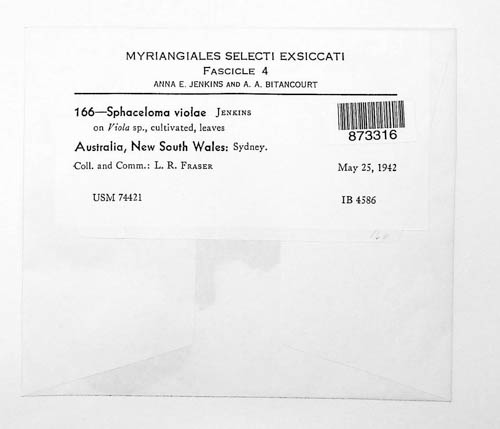 MYRIANGIALES SELECTI EXSICCATI
FASCICLE 4
ANNA E. JENKINS AND A. A. BITANCOURT
166—Sphaceloma violae JENKINS
on Viola sp., cultivated, leaves
873316
Australia, New South Wales: Sydney.
Coll. and Comm.: L. R. FRASER May 25, 1942
USM 74421 IB 4586